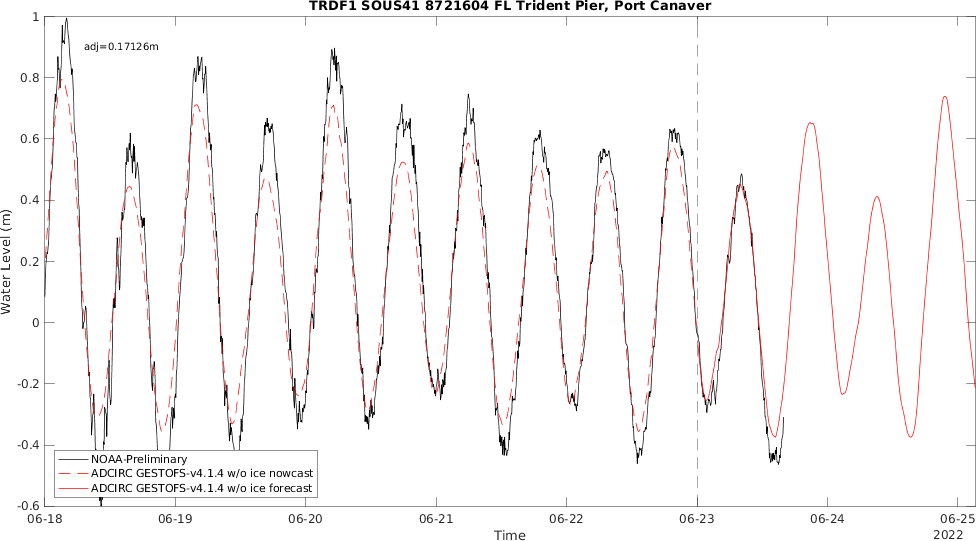 TRDF1 SOUS41 8721604 FL Trident Pier, Port Canaver
adj=0.17126m
1
0.8
0.6
0.4
0.2
0
-0.2
-0.4
-0.6
Water Level (m)
NOAA-Preliminary
ADCIRC GESTOFS-v4.1.4 w/o ice nowcast
ADCIRC GESTOFS-v4.1.4 w/o ice forecast
06-18 06-19 06-20 06-21 06-22 06-23 06-24 06-25
Time
2022